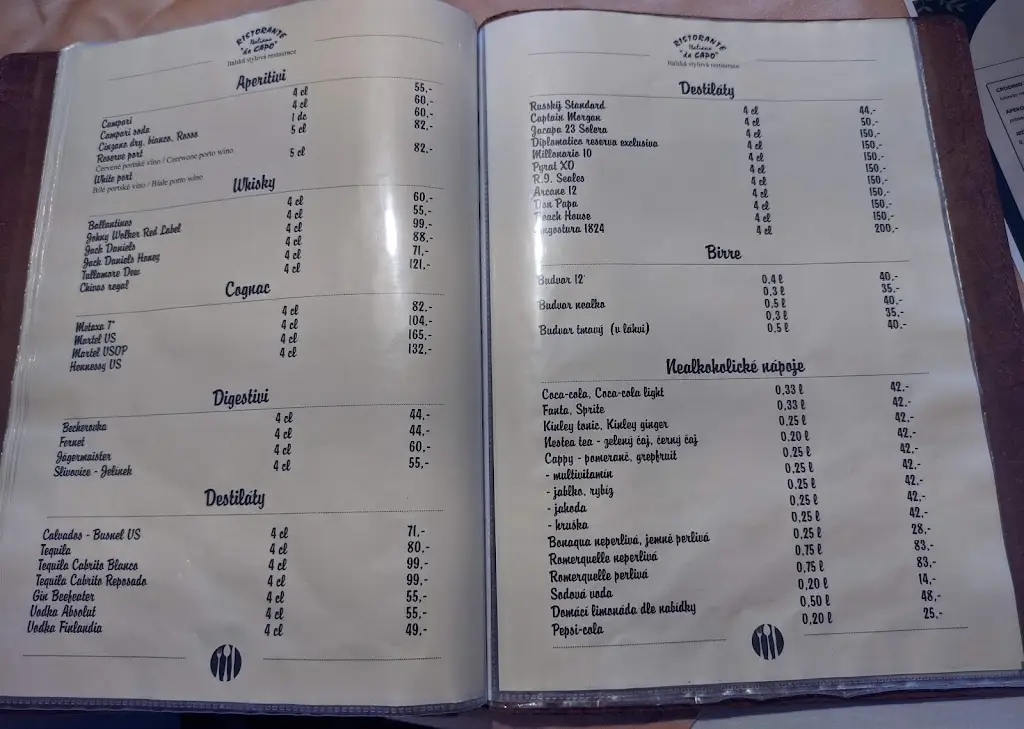 RISTORANTE
Italiano
"da CAPO"
Italská stylová restaurace
Aperitivi
Campari 4 cl 55,-
Campari soda 4 cl 60,-
Cinzano dry, bianco, Rosso 1 dc 60,-
Reserve port 5 cl 82,-
Červené portské víno / Czerwone porto wino
White port 5 cl 82,-
Bílé portské víno / Białe porto wino
Whisky
Ballantines 4 cl 60,-
Johny Walker Red Label 4 cl 55,-
Jack Daniels 4 cl 99,-
Jack Daniels Honey 4 cl 88,-
Tullamore Dew 4 cl 71,-
Chivas regal 4 cl 121,-
Cognac
Metaxa 7* 4 cl 82,-
Martel US 4 cl 104,-
Martel USOP 4 cl 165,-
Hennessy US 4 cl 132,-
Digestivi
Becherovka 4 cl 44,-
Fernet 4 cl 44,-
Jägermaister 4 cl 60,-
Slivovice - Jelínek 4 cl 55,-
Destiláty
Calvados - Busnel US 4 cl 71,-
Tequila 4 cl 80,-
Tequila Cabrito Blanco 4 cl 99,-
Tequila Cabrito Reposado 4 cl 99,-
Gin Beefeater 4 cl 55,-
Vodka Absolut 4 cl 55,-
Vodka Finlandia 4 cl 49,-
RISTORANTE
Italiano
"da CAPO"
Italská stylová restaurace
Destiláty
Russkij Standard 4 cl 44,-
Captain Morgan 4 cl 50,-
Zacapa 23 Solera 4 cl 150,-
Diplomatico reserva exclusiva 4 cl 150,-
Millonario 10 4 cl 150,-
Pyrat XO 4 cl 150,-
R.J. Seales 4 cl 150,-
Arcane 12 4 cl 150,-
Don Papa 4 cl 150,-
Beach House 4 cl 150,-
Angostura 1824 4 cl 200,-
Birre
Budvar 12° 0,4 l 40,-
0,3 l 35,-
Budvar nealko 0,5 l 40,-
0,3 l 35,-
Budvar tmavý (v lahvi) 0,5 l 40,-
Nealkoholické nápoje
Coca-cola, Coca-cola light 0,33 l 42,-
Fanta, Sprite 0,33 l 42,-
Kinley tonic, Kinley ginger 0,25 l 42,-
Nestea tea - zelený čaj, černý čaj 0,20 l 42,-
Cappy - pomeranč, grepfruit 0,25 l 42,-
- multivitamin 0,25 l 42,-
- jablko, rybíz 0,25 l 42,-
- jahoda 0,25 l 42,-
- hruška 0,25 l 42,-
Bonaqua neperlivá, jemně perlivá 0,25 l 28,-
Romerquelle neperlivá 0,75 l 83,-
Romerquelle perlivá 0,75 l 83,-
Sodová voda 0,20 l 14,-
Domácí limonáda dle nabídky 0,50 l 48,-
Pepsi-cola 0,20 l 25,-